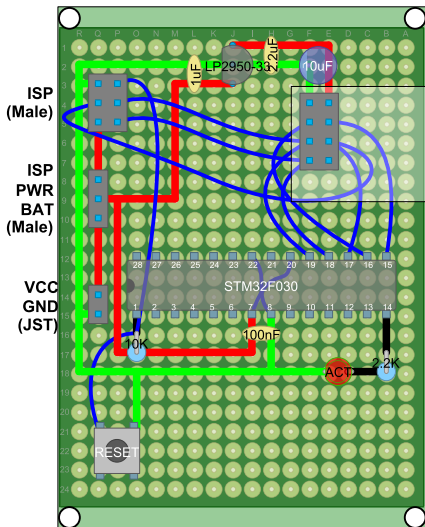 R Q P O N M L K J I H G F E D C B A
1
2
3
4
5
6
7
8
9
10
11
12
13
14
15
16
17
18
19
20
21
22
23
24
LP2950-33
1uF
2.2uF
10uF
ISP
(Male)
ISP
PWR
BAT
(Male)
28 27 26 25 24 23 22 21 20 19 18 17 16 15
STM32F030
VCC
GND
(JST)
1 2 3 4 5 6 7 8 9 10 11 12 13 14
10K
100nF
ACT
2.2K
RESET